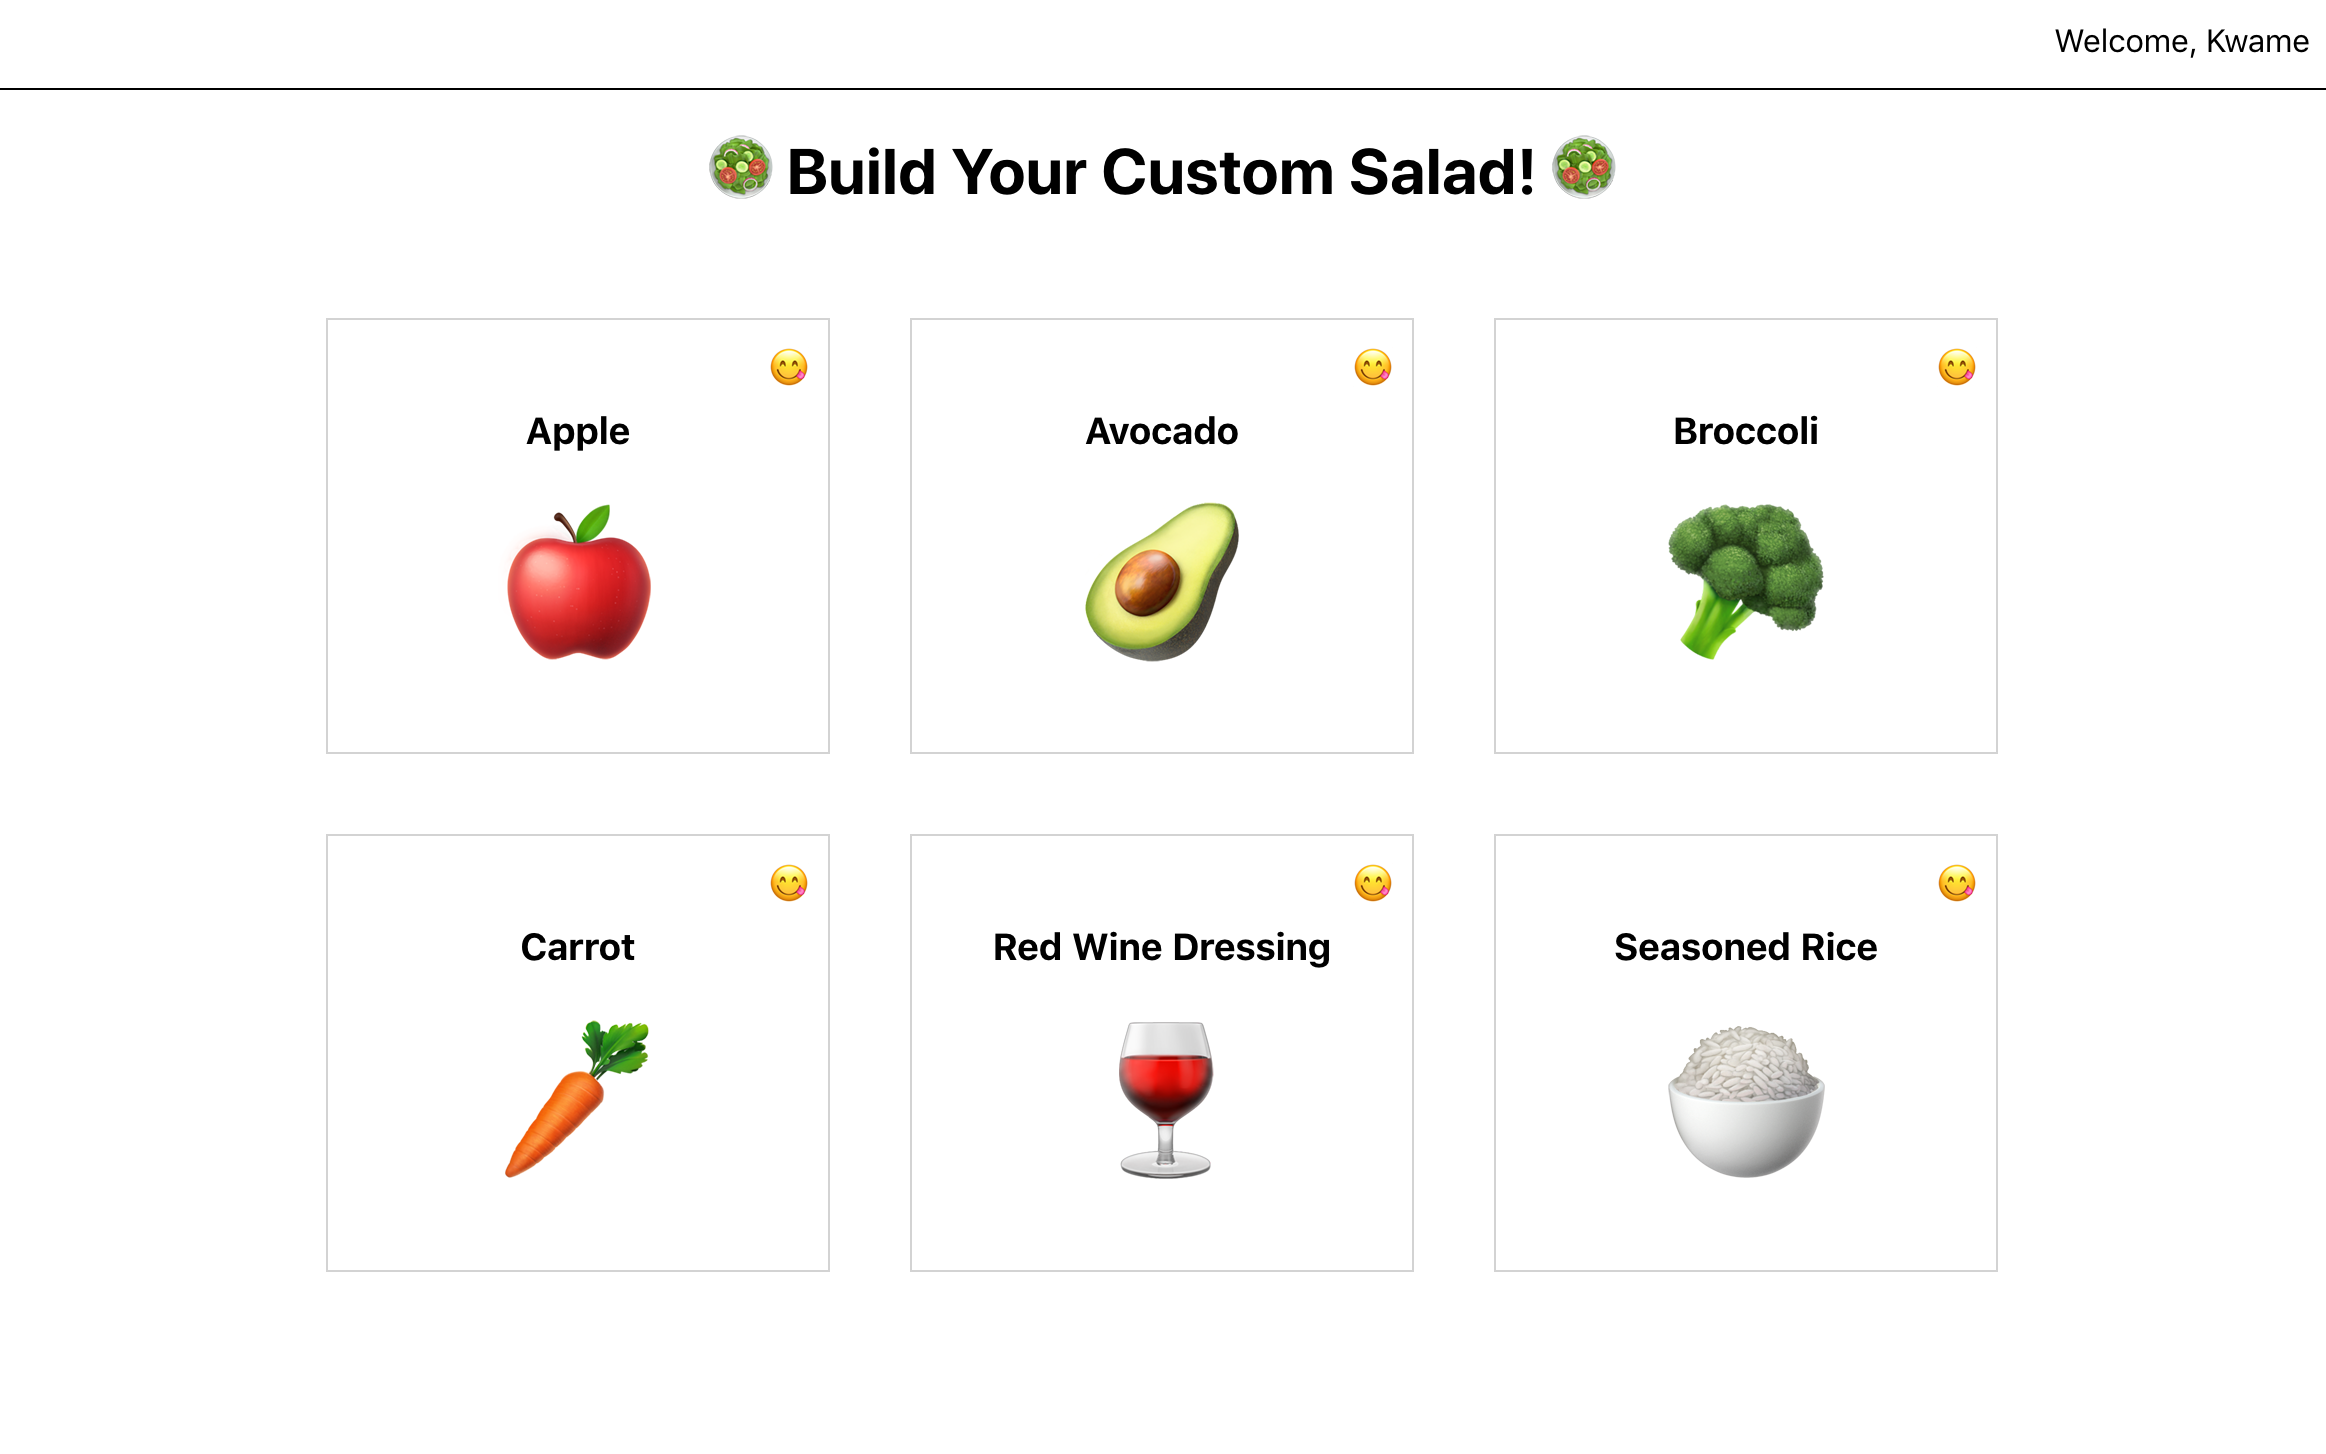 Welcome, Kwame
Build Your Custom Salad!
Apple
Avocado
Broccoli
Carrot
Red Wine Dressing
Seasoned Rice